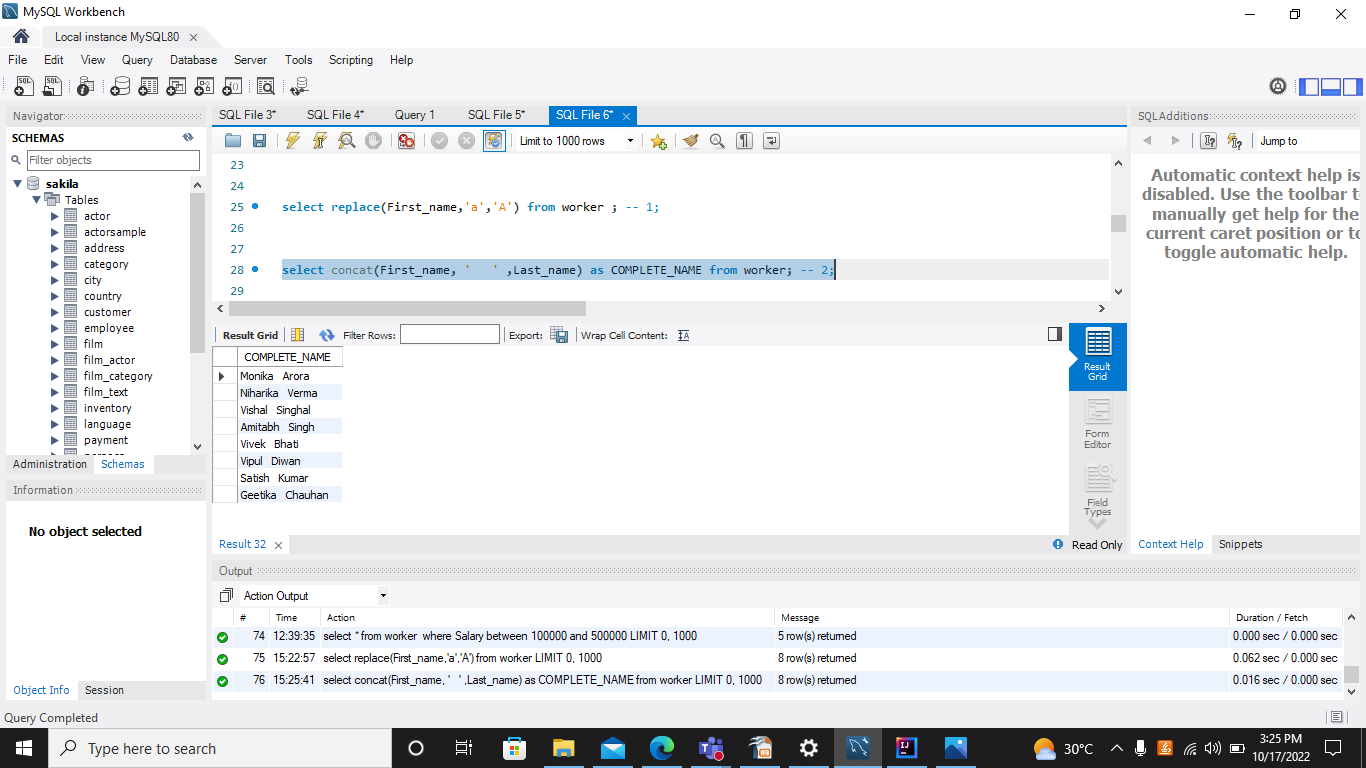 MySQL Workbench
Local instance MySQL80
File Edit View Query Database Server Tools Scripting Help
Navigator
SCHEMAS
Filter objects
sakila
Tables
actor
actorsample
address
category
city
country
customer
employee
film
film_actor
film_category
film_text
inventory
language
payment
Administration Schemas
Information
No object selected
Object Info Session
SQL File 3* SQL File 4* Query 1 SQL File 5* SQL File 6*
Limit to 1000 rows
23
24
25 select replace(First_name,'a','A') from worker ; -- 1;
26
27
28 select concat(First_name, '   ' ,Last_name) as COMPLETE_NAME from worker; -- 2;
29
Result Grid Filter Rows: Export: Wrap Cell Content:
COMPLETE_NAME
Monika   Arora
Niharika   Verma
Vishal   Singhal
Amitabh   Singh
Vivek   Bhati
Vipul   Diwan
Satish   Kumar
Geetika   Chauhan
Result Grid
Form Editor
Field Types
Result 32
Read Only
SQLAdditions
Jump to
Automatic context help is
disabled. Use the toolbar t
manually get help for the
current caret position or to
toggle automatic help.
Context Help Snippets
Output
Action Output
# Time Action Message Duration / Fetch
74 12:39:35 select * from worker  where Salary between 100000 and 500000 LIMIT 0, 1000 5 row(s) returned 0.000 sec / 0.000 sec
75 15:22:57 select replace(First_name,'a','A') from worker LIMIT 0, 1000 8 row(s) returned 0.062 sec / 0.000 sec
76 15:25:41 select concat(First_name, '   ' ,Last_name) as COMPLETE_NAME from worker LIMIT 0, 1000 8 row(s) returned 0.016 sec / 0.000 sec
Query Completed
Type here to search
30°C
3:25 PM
10/17/2022